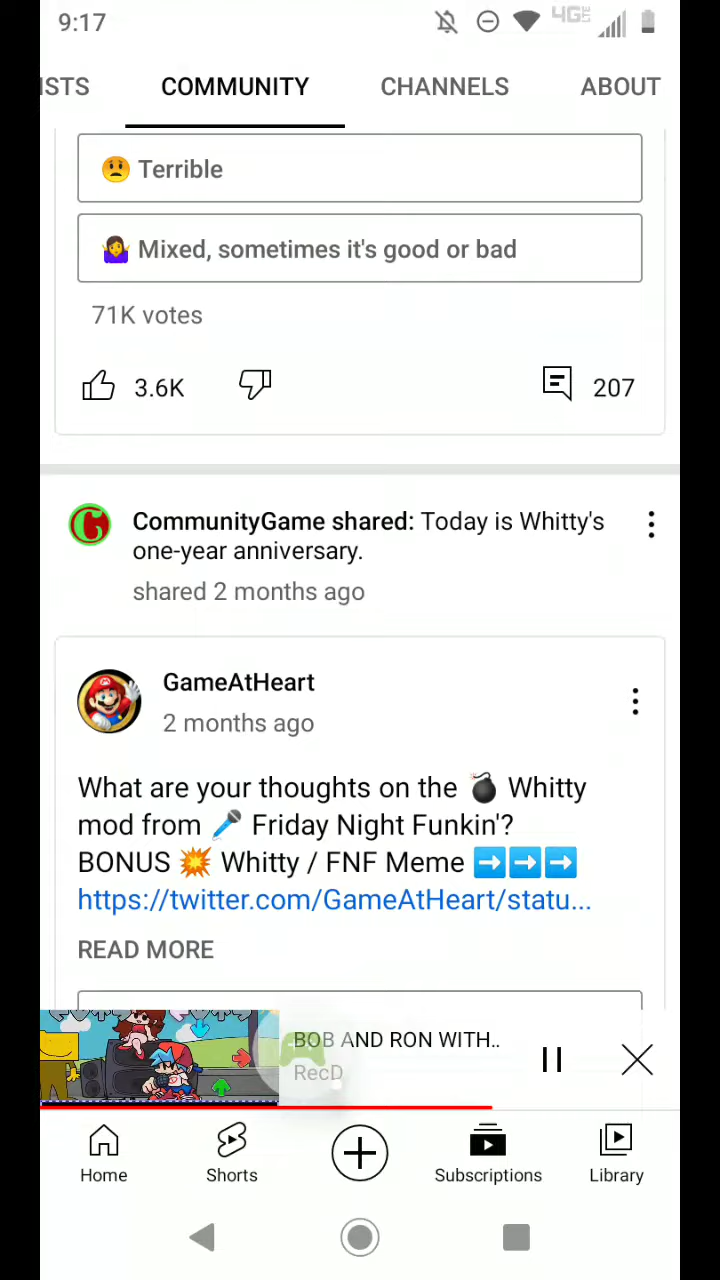 9:17
4GE
ISTS COMMUNITY CHANNELS ABOUT
😟 Terrible
🤷‍♀️ Mixed, sometimes it's good or bad
71K votes
3.6K 207
CommunityGame shared: Today is Whitty's
one-year anniversary.
shared 2 months ago
GameAtHeart
2 months ago
What are your thoughts on the 💣 Whitty
mod from 🎤 Friday Night Funkin'?
BONUS 💥 Whitty / FNF Meme ➡️➡️➡️
https://twitter.com/GameAtHeart/statu...
READ MORE
BOB AND RON WITH..
RecD
Home Shorts Subscriptions Library